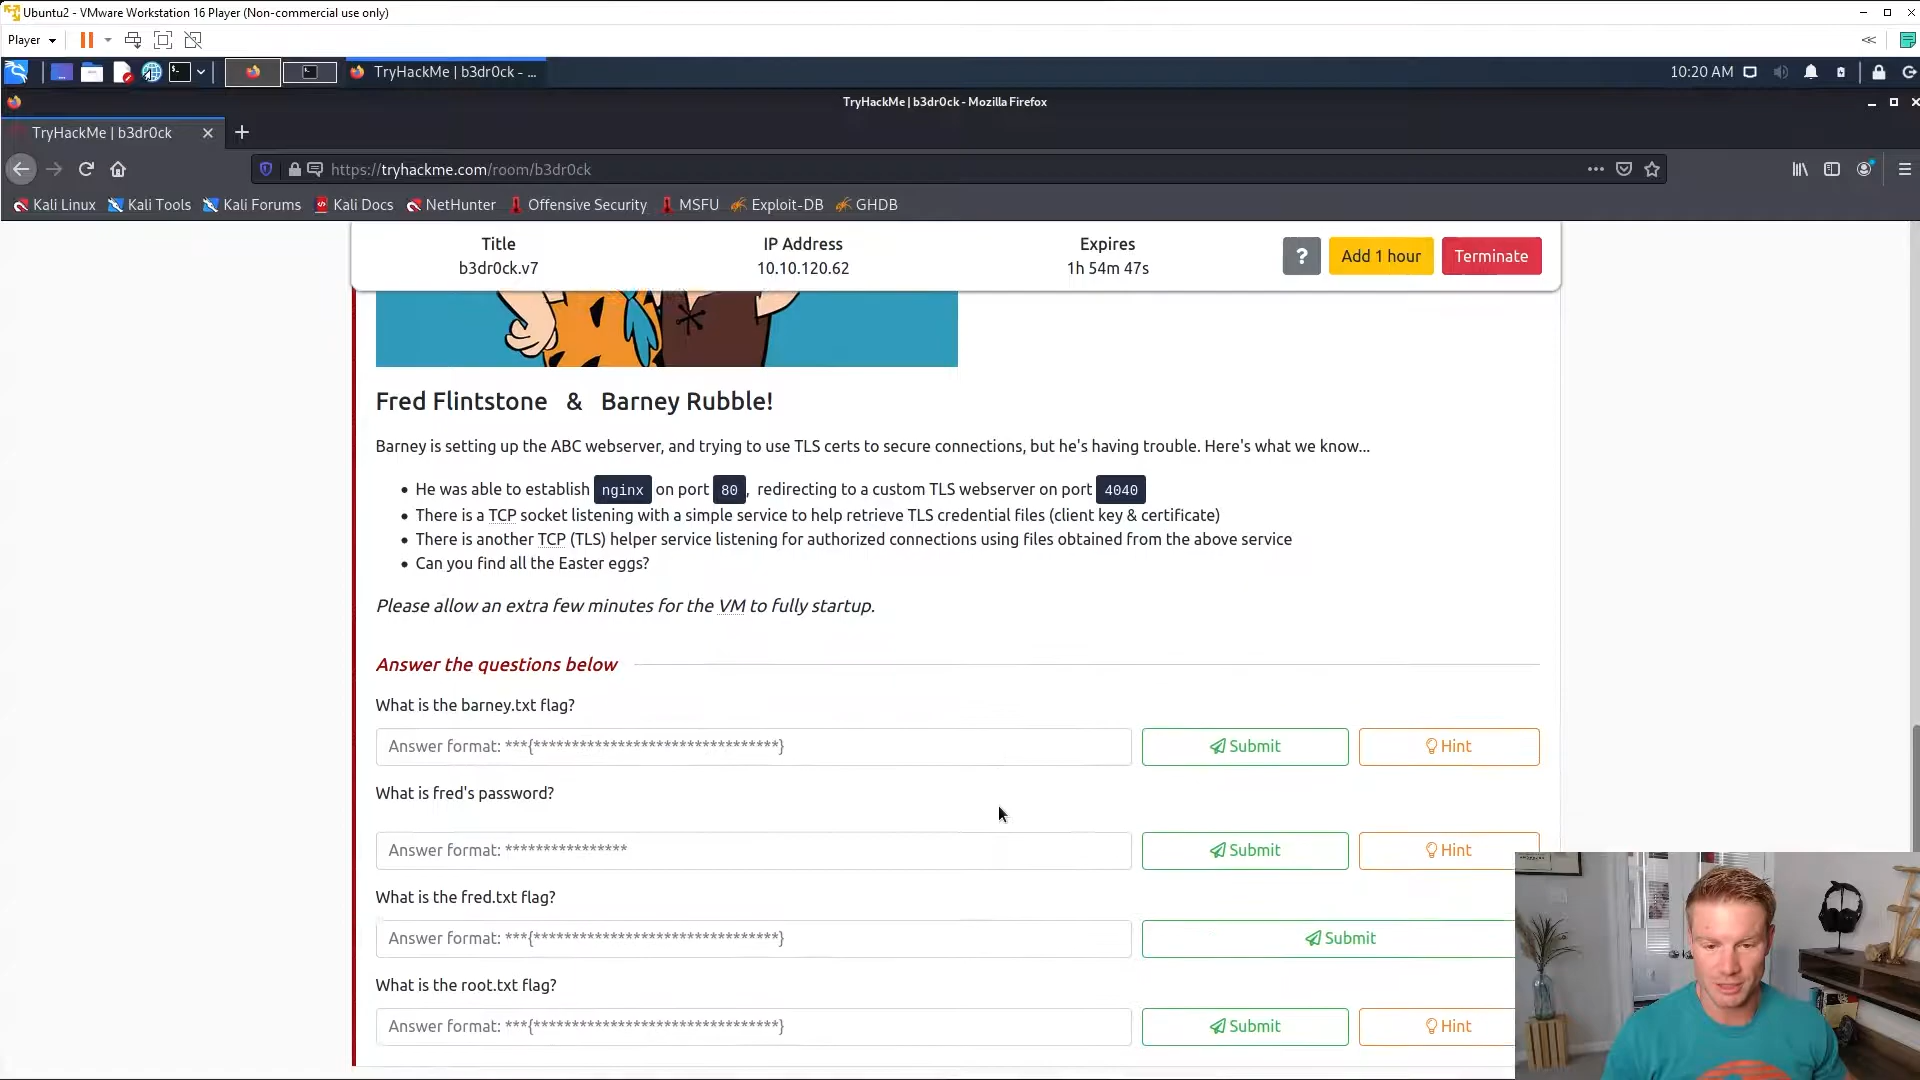 Ubuntu2 - VMware Workstation 16 Player (Non-commercial use only)
Player
TryHackMe | b3dr0ck - ...
10:20 AM
TryHackMe | b3dr0ck - Mozilla Firefox
TryHackMe | b3dr0ck
https://tryhackme.com/room/b3dr0ck
Kali Linux Kali Tools Kali Forums Kali Docs NetHunter Offensive Security MSFU Exploit-DB GHDB
Title IP Address Expires
b3dr0ck.v7 10.10.120.62 1h 54m 47s
? Add 1 hour Terminate
Fred Flintstone & Barney Rubble!
Barney is setting up the ABC webserver, and trying to use TLS certs to secure connections, but he's having trouble. Here's what we know...
• He was able to establish nginx on port 80, redirecting to a custom TLS webserver on port 4040
• There is a TCP socket listening with a simple service to help retrieve TLS credential files (client key & certificate)
• There is another TCP (TLS) helper service listening for authorized connections using files obtained from the above service
• Can you find all the Easter eggs?
Please allow an extra few minutes for the VM to fully startup.
Answer the questions below
What is the barney.txt flag?
Answer format: ***{********************************} Submit Hint
What is fred's password?
Answer format: **************** Submit Hint
What is the fred.txt flag?
Answer format: ***{********************************} Submit
What is the root.txt flag?
Answer format: ***{********************************} Submit Hint